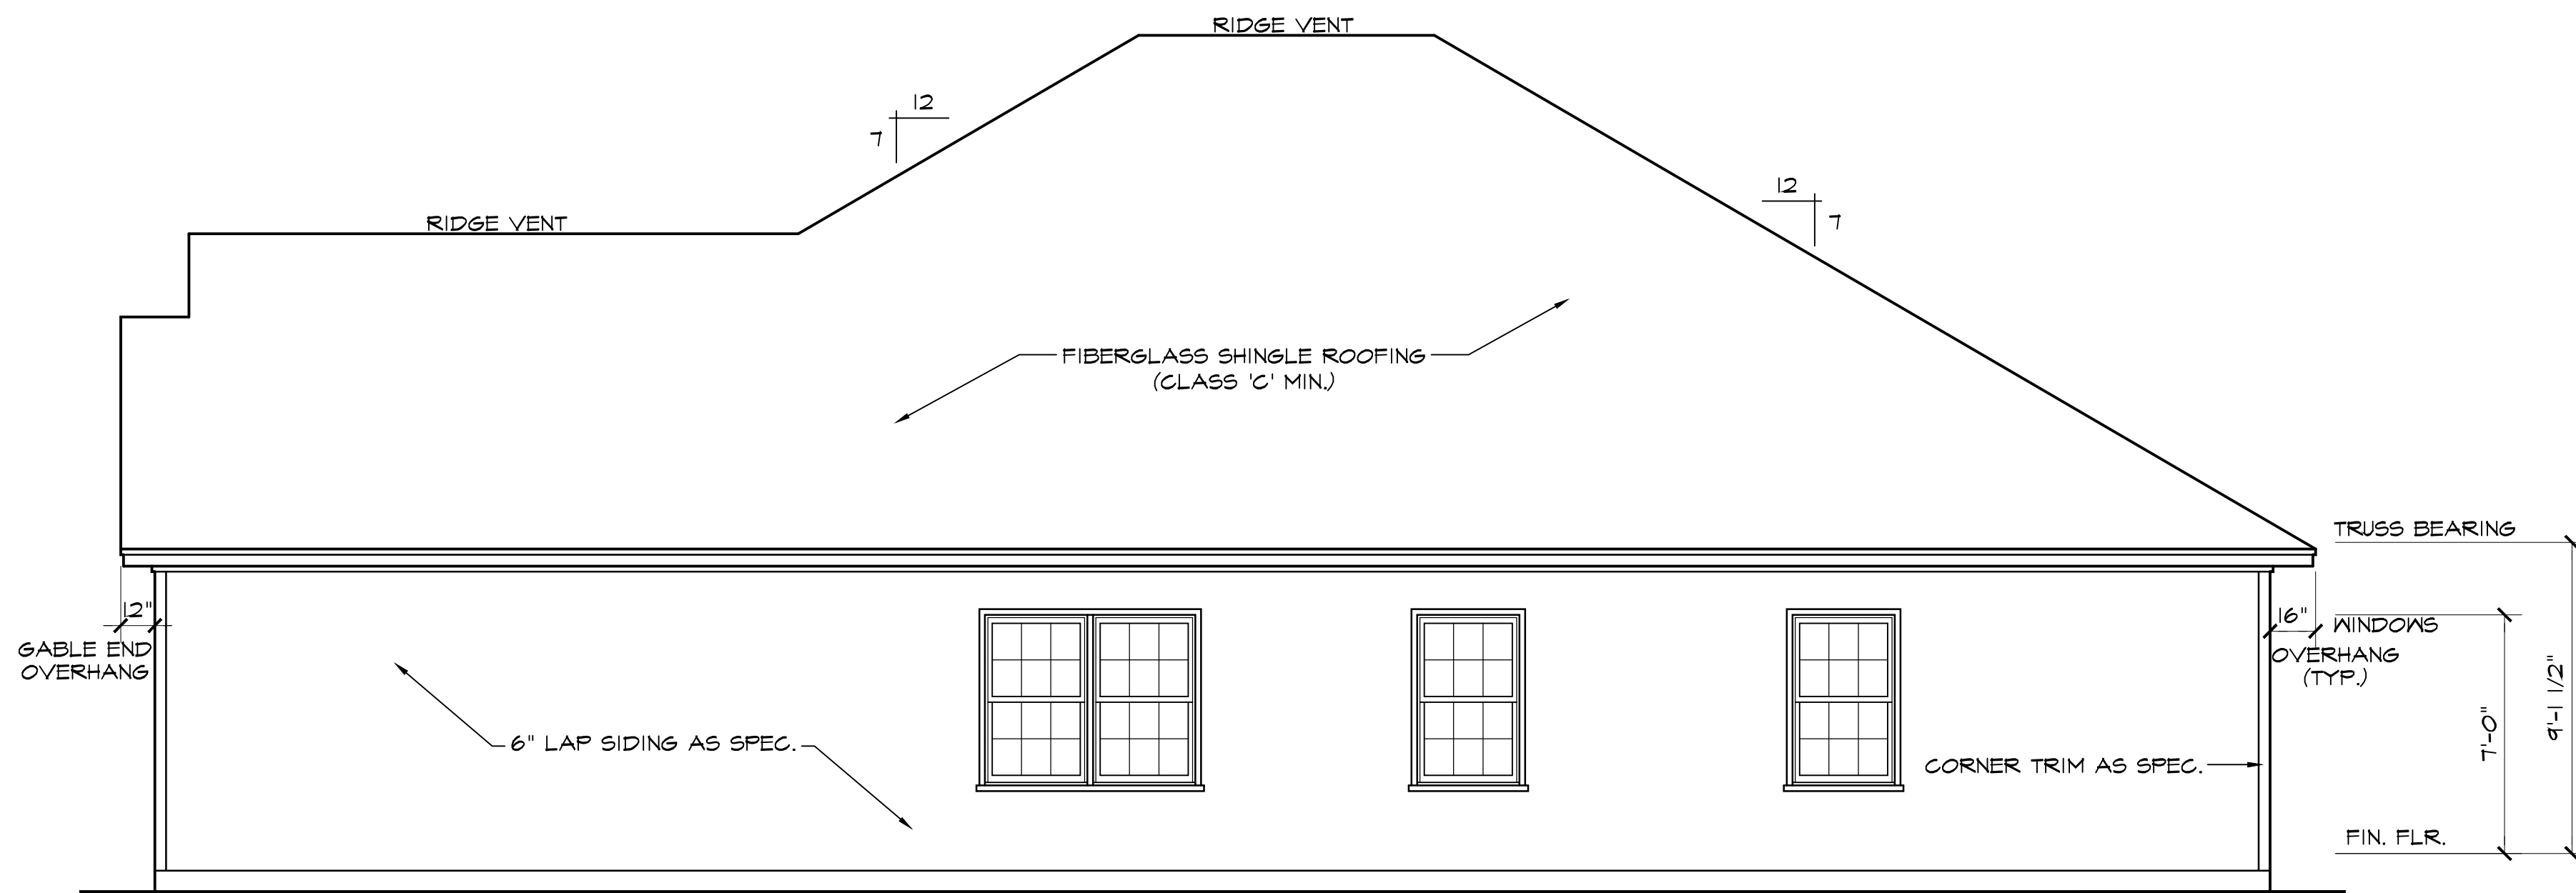 RIDGE VENT
12
7
12
7
RIDGE VENT
FIBERGLASS SHINGLE ROOFING
(CLASS 'C' MIN.)
TRUSS BEARING
12"
GABLE END
OVERHANG
16"
WINDOWS
OVERHANG
(TYP.)
9'-1 1/2"
7'-0"
6" LAP SIDING AS SPEC.
CORNER TRIM AS SPEC.
FIN. FLR.